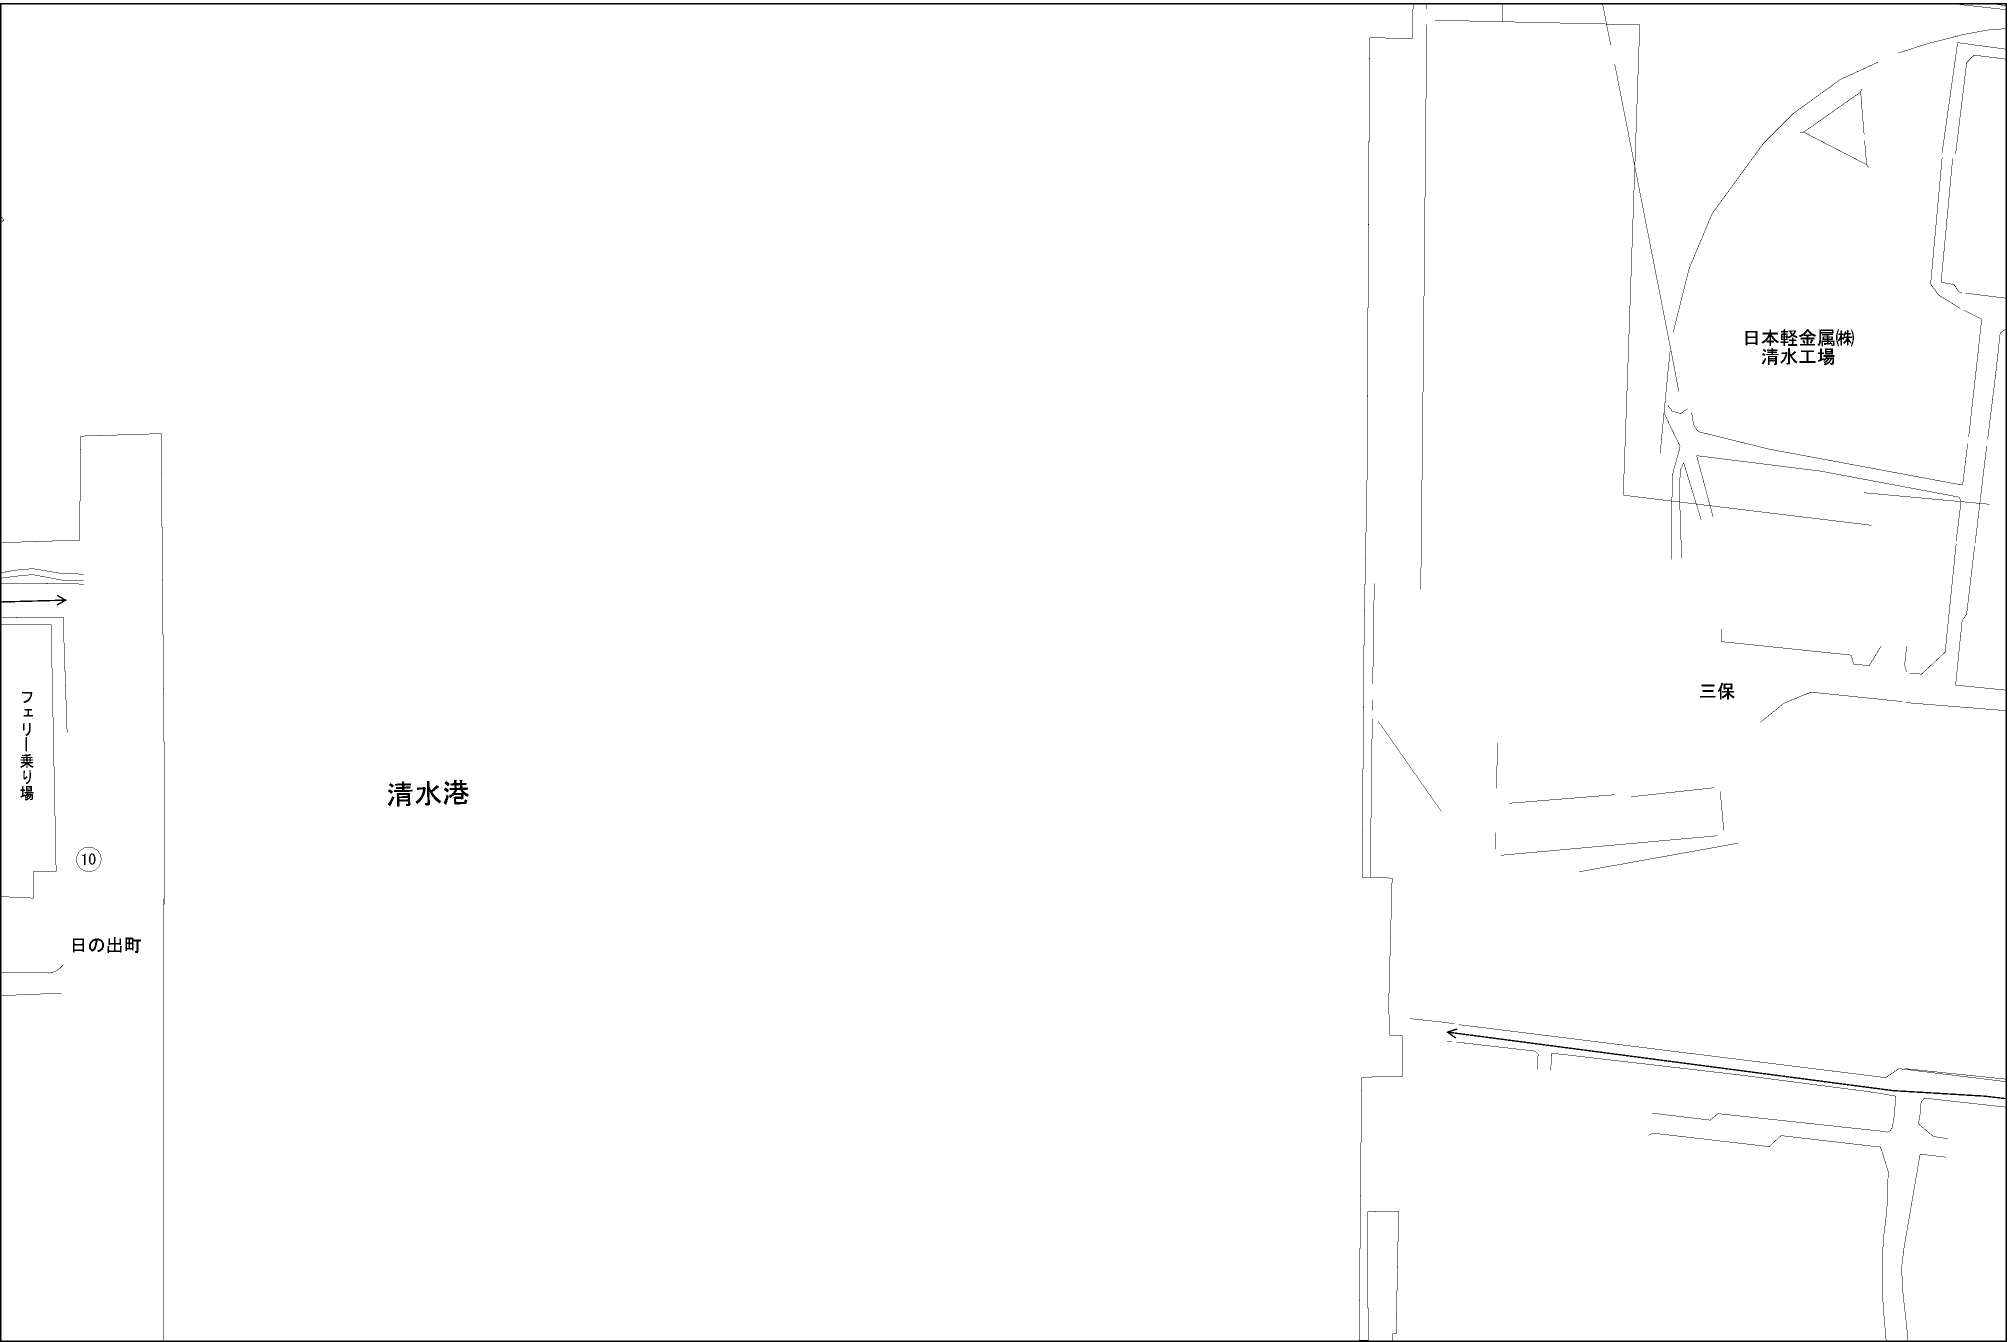 日本軽金属㈱
清水工場
三保
フェリー乗り場
清水港
10
日の出町